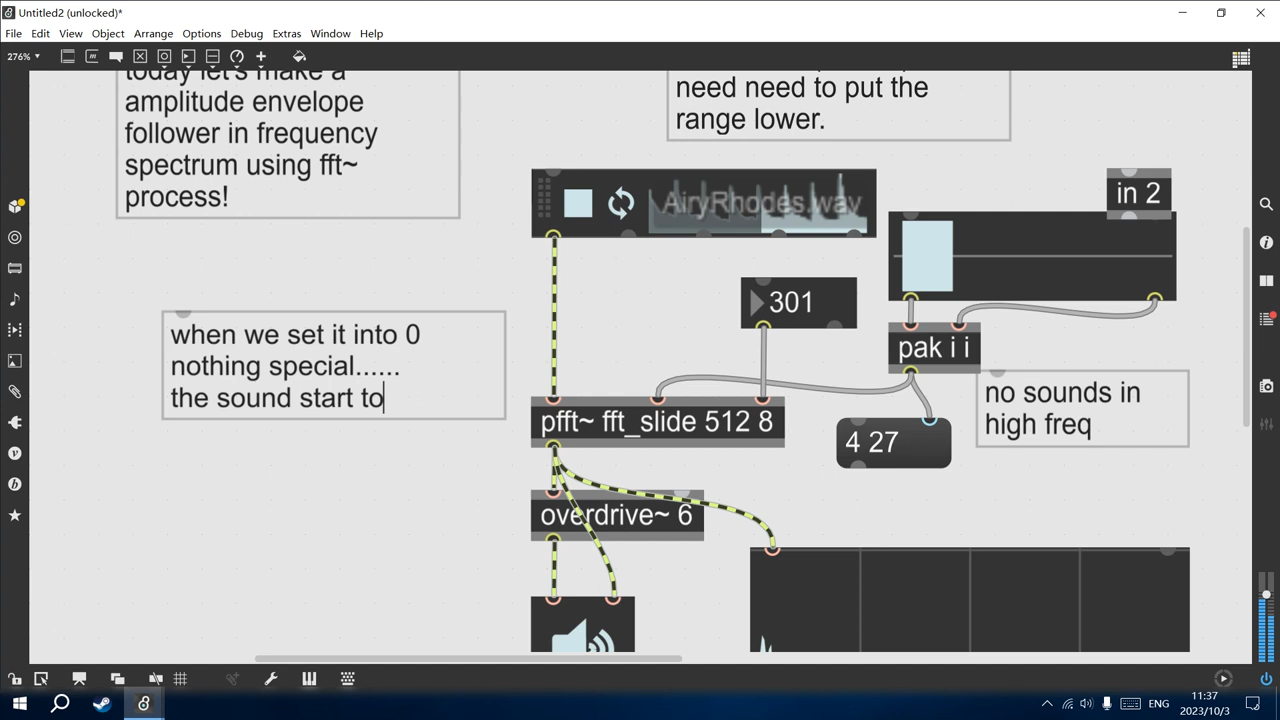 Untitled2 (unlocked)*
File Edit View Object Arrange Options Debug Extras Window Help
276%
today let's make a
amplitude envelope
follower in frequency
spectrum using fft~
process!
need need to put the
range lower.
AiryRhodes.wav
in 2
301
when we set it into 0
nothing special......
the sound start to
pak i i
pfft~ fft_slide 512 8
no sounds in
high freq
4 27
overdrive~ 6
ENG
11:37
2023/10/3